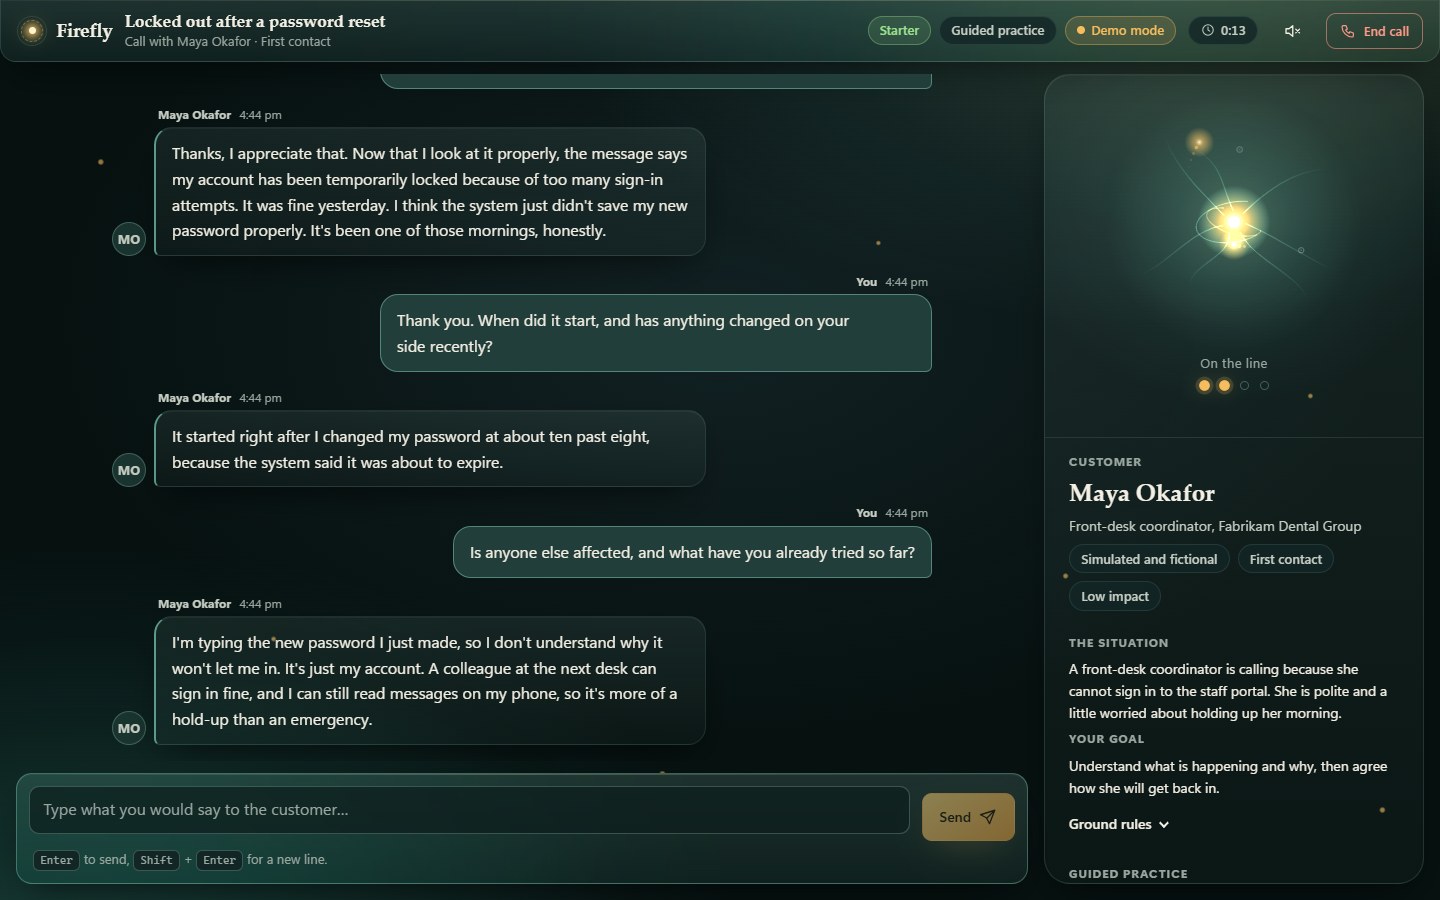 Firefly
Locked out after a password reset
Call with Maya Okafor · First contact
Starter
Guided practice
Demo mode
0:13
End call
Maya Okafor 4:44 pm
Thanks, I appreciate that. Now that I look at it properly, the message says
my account has been temporarily locked because of too many sign-in
attempts. It was fine yesterday. I think the system just didn't save my new
password properly. It's been one of those mornings, honestly.
MO
You 4:44 pm
Thank you. When did it start, and has anything changed on your
side recently?
Maya Okafor 4:44 pm
It started right after I changed my password at about ten past eight,
because the system said it was about to expire.
MO
You 4:44 pm
Is anyone else affected, and what have you already tried so far?
Maya Okafor 4:44 pm
I'm typing the new password I just made, so I don't understand why it
won't let me in. It's just my account. A colleague at the next desk can
sign in fine, and I can still read messages on my phone, so it's more of a
hold-up than an emergency.
MO
Type what you would say to the customer...
Send
Enter to send, Shift + Enter for a new line.
On the line
CUSTOMER
Maya Okafor
Front-desk coordinator, Fabrikam Dental Group
Simulated and fictional
First contact
Low impact
THE SITUATION
A front-desk coordinator is calling because she
cannot sign in to the staff portal. She is polite and a
little worried about holding up her morning.
YOUR GOAL
Understand what is happening and why, then agree
how she will get back in.
Ground rules
GUIDED PRACTICE